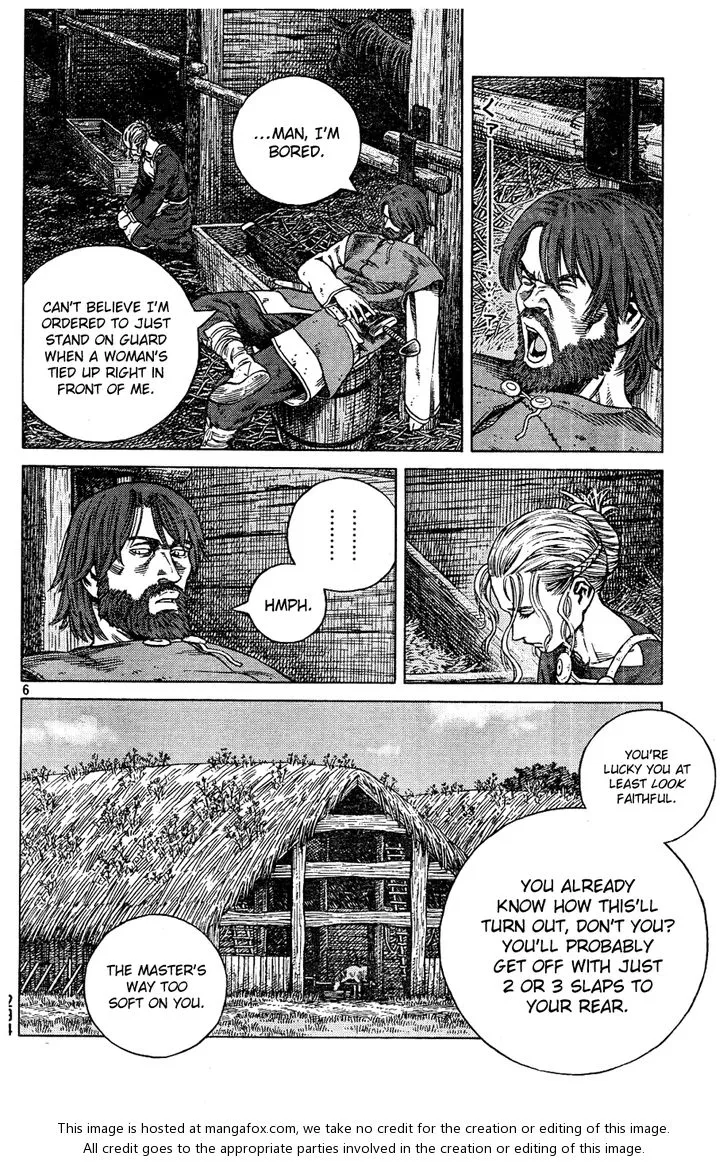 くァ
...MAN, I'M
BORED.
CAN'T BELIEVE I'M
ORDERED TO JUST
STAND ON GUARD
WHEN A WOMAN'S
TIED UP RIGHT IN
FRONT OF ME.
HMPH.
6
YOU'RE
LUCKY YOU AT
LEAST LOOK
FAITHFUL.
YOU ALREADY
KNOW HOW THIS'LL
TURN OUT, DON'T YOU?
YOU'LL PROBABLY
GET OFF WITH JUST
2 OR 3 SLAPS TO
YOUR REAR.
THE MASTER'S
WAY TOO
SOFT ON YOU.
This image is hosted at mangafox.com, we take no credit for the creation or editing of this image.
All credit goes to the appropriate parties involved in the creation or editing of this image.